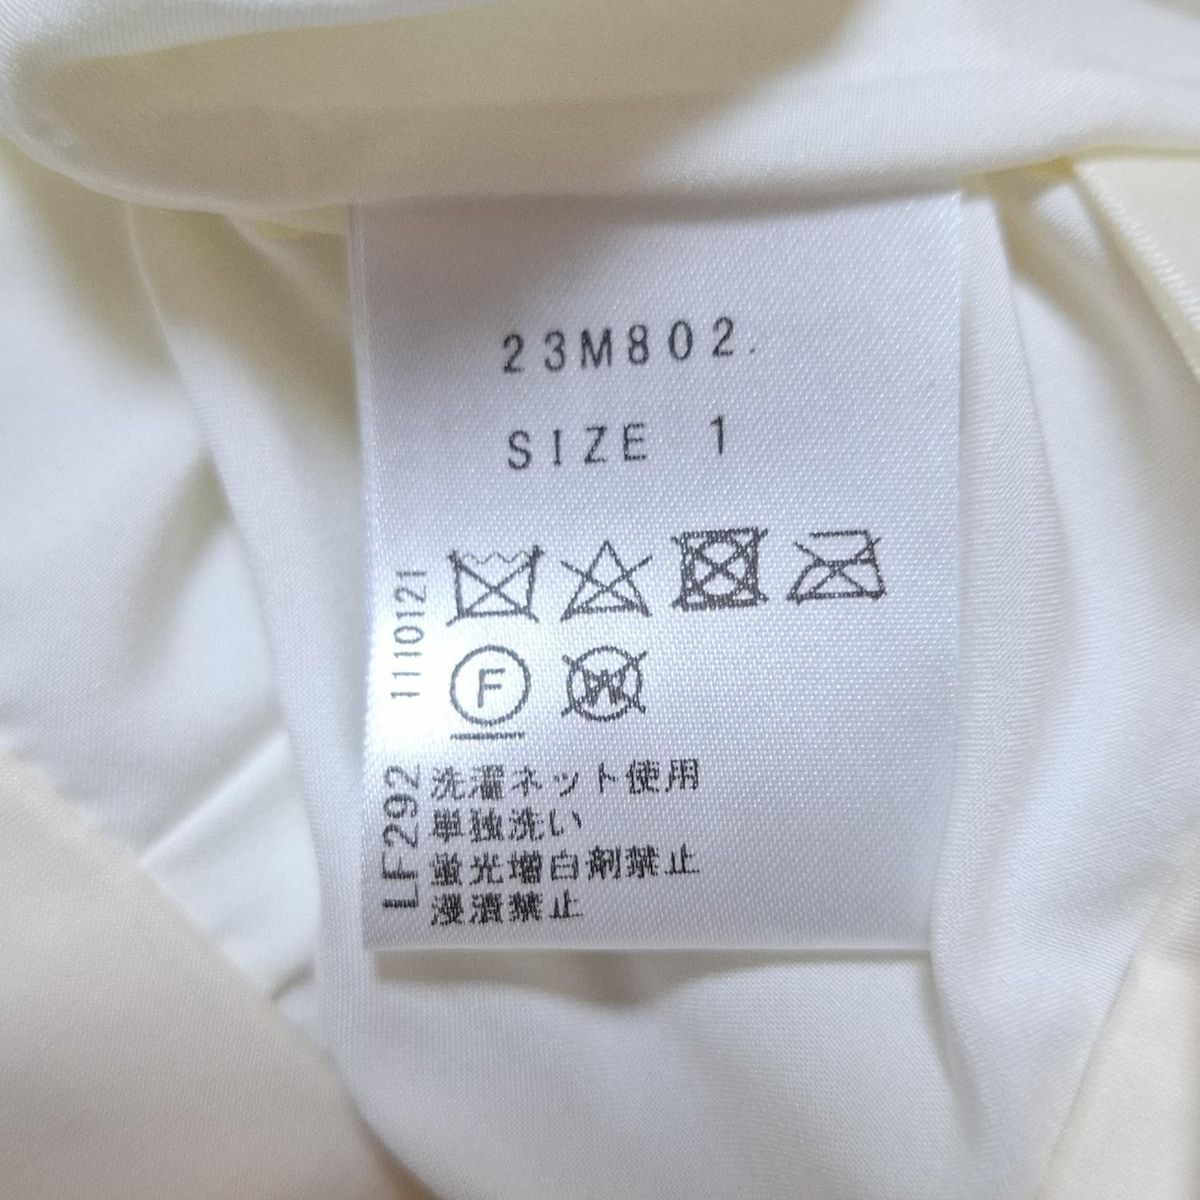 23M802.
SIZE 1
1110121
F
W
LF292
洗濯ネット使用
単独洗い
蛍光増白剤禁止
浸漬禁止